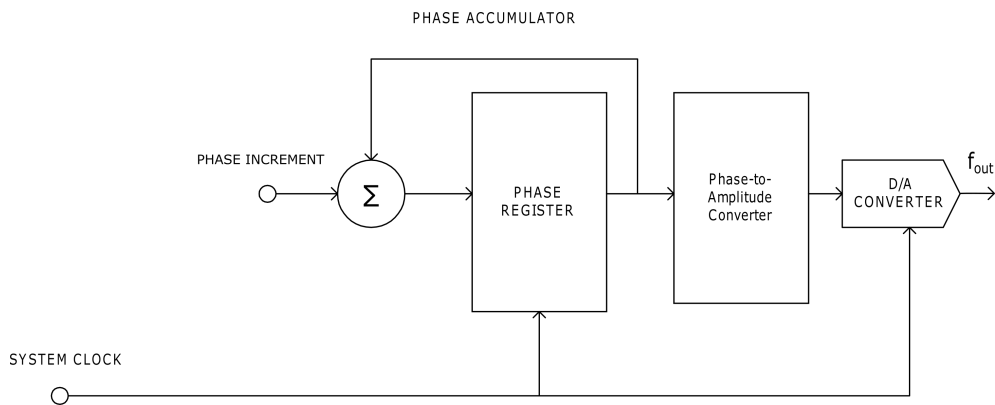 PHASE ACCUMULATOR
PHASE INCREMENT
Σ
PHASE
REGISTER
Phase-to-
Amplitude
Converter
D/A
CONVERTER
fout
SYSTEM CLOCK